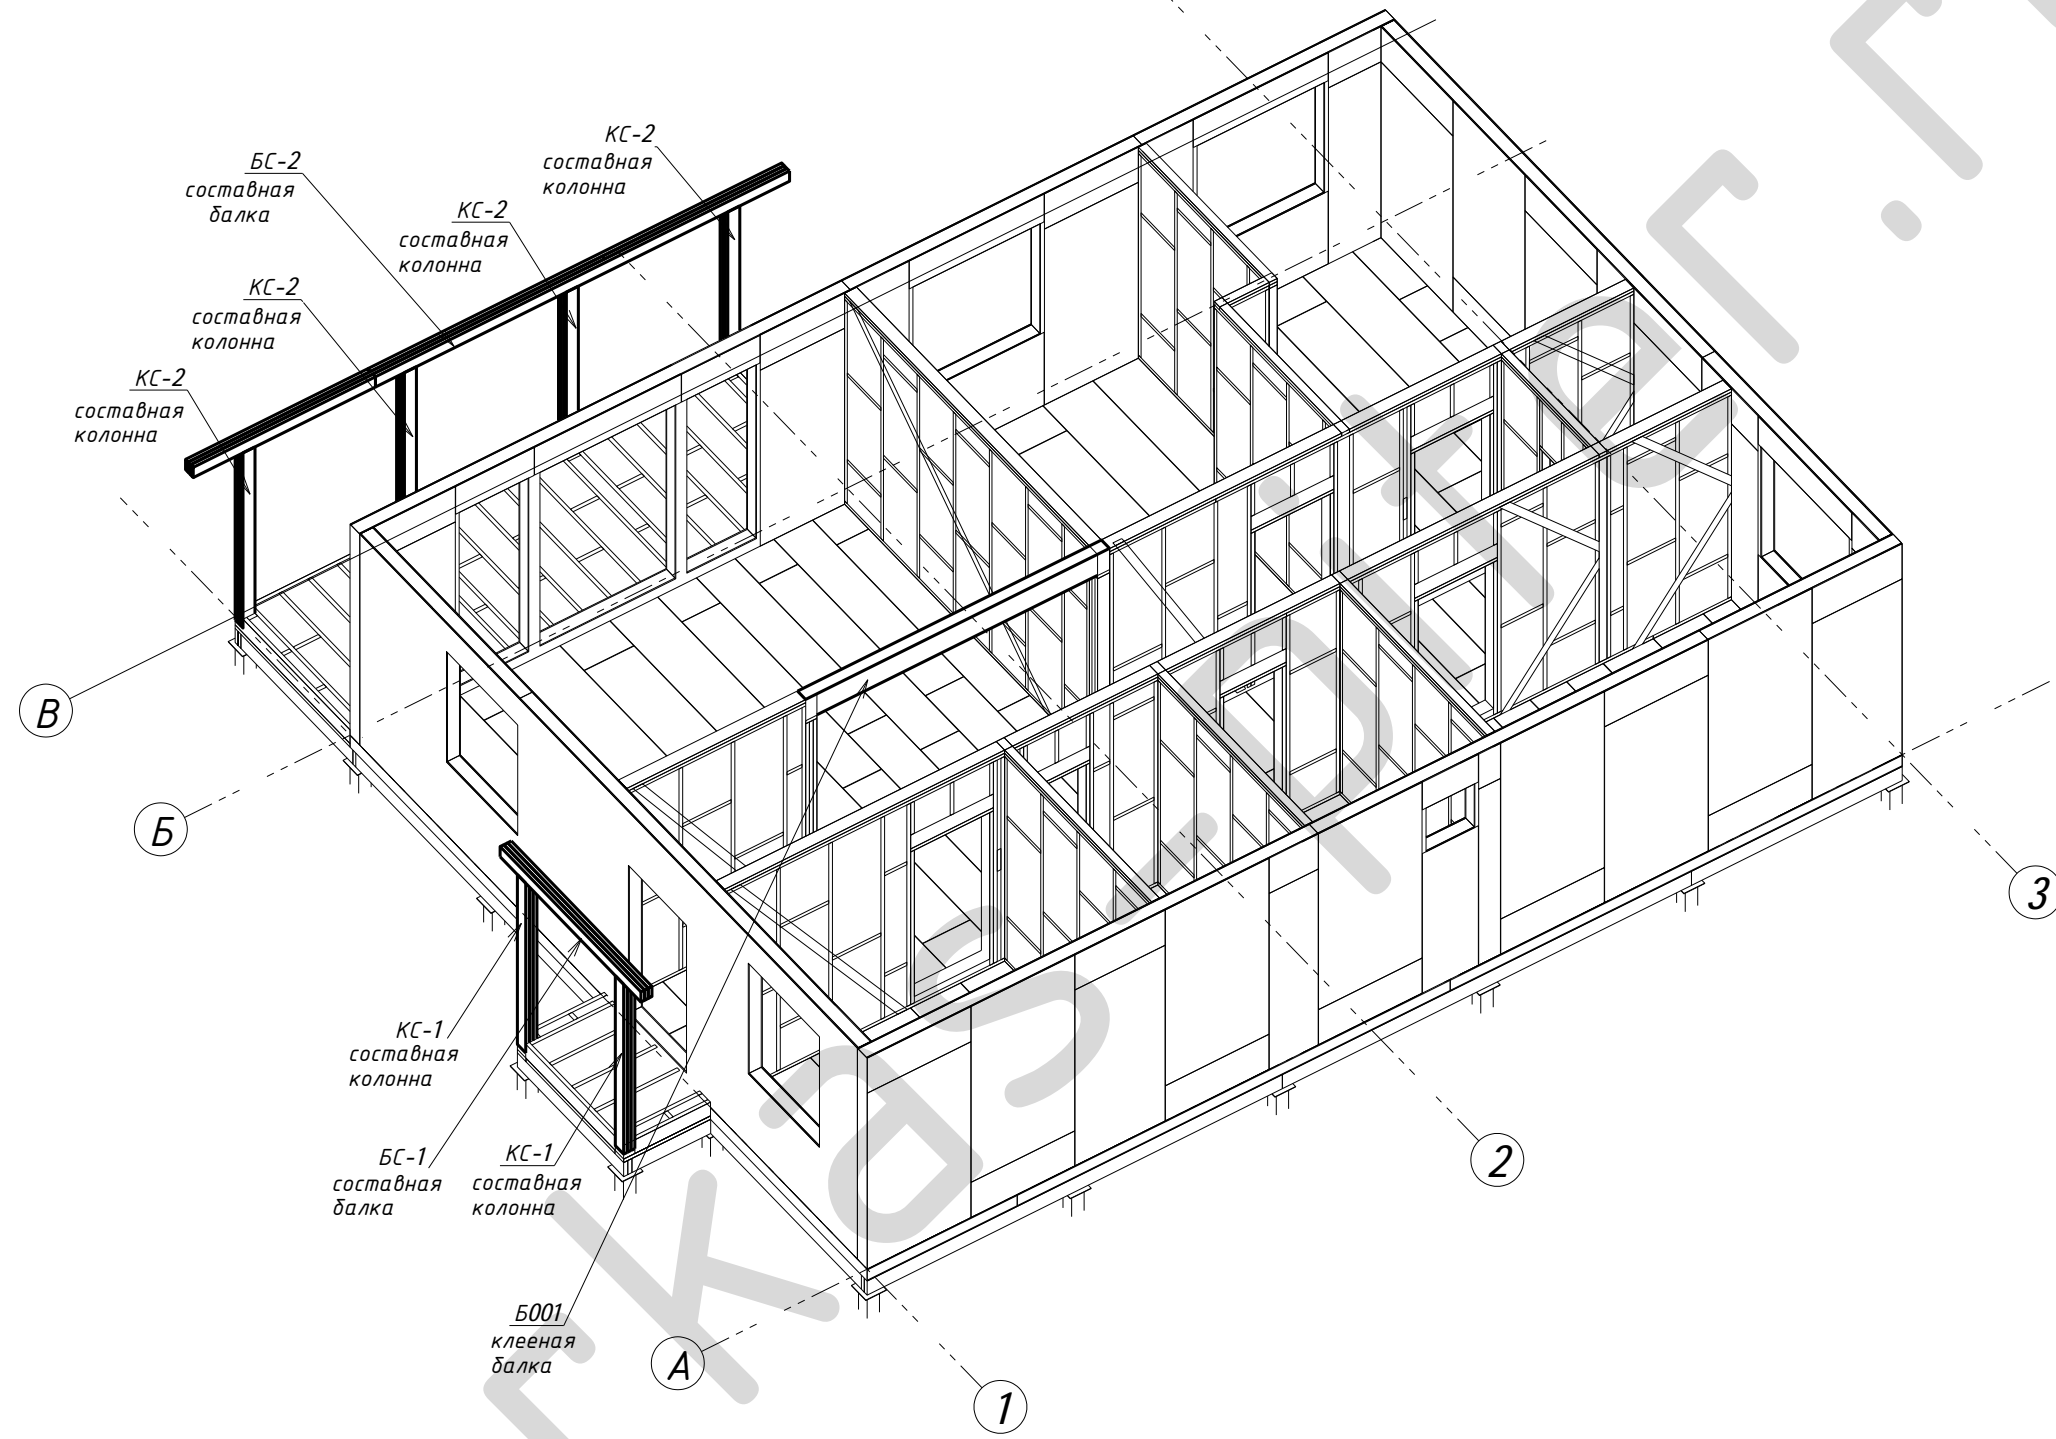 КС-2
составная
колонна
БС-2
составная
балка
КС-2
составная
колонна
КС-2
составная
колонна
КС-2
составная
колонна
В
Б
3
КС-1
составная
колонна
БС-1
составная
балка
КС-1
составная
колонна
2
Б001
клееная
балка
А
1
rkas-piter.r